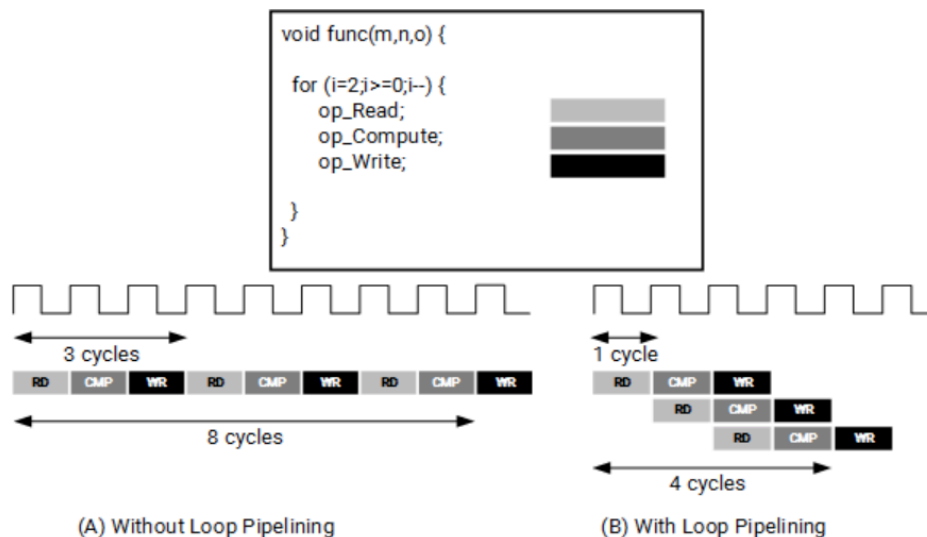 void func(m,n,o) {
for (i=2;i>=0;i--) {
op_Read;
op_Compute;
op_Write;
}
}
3 cycles
RD CMP WR RD CMP WR RD CMP WR
8 cycles
(A) Without Loop Pipelining
1 cycle
RD CMP WR
RD CMP WR
RD CMP WR
4 cycles
(B) With Loop Pipelining